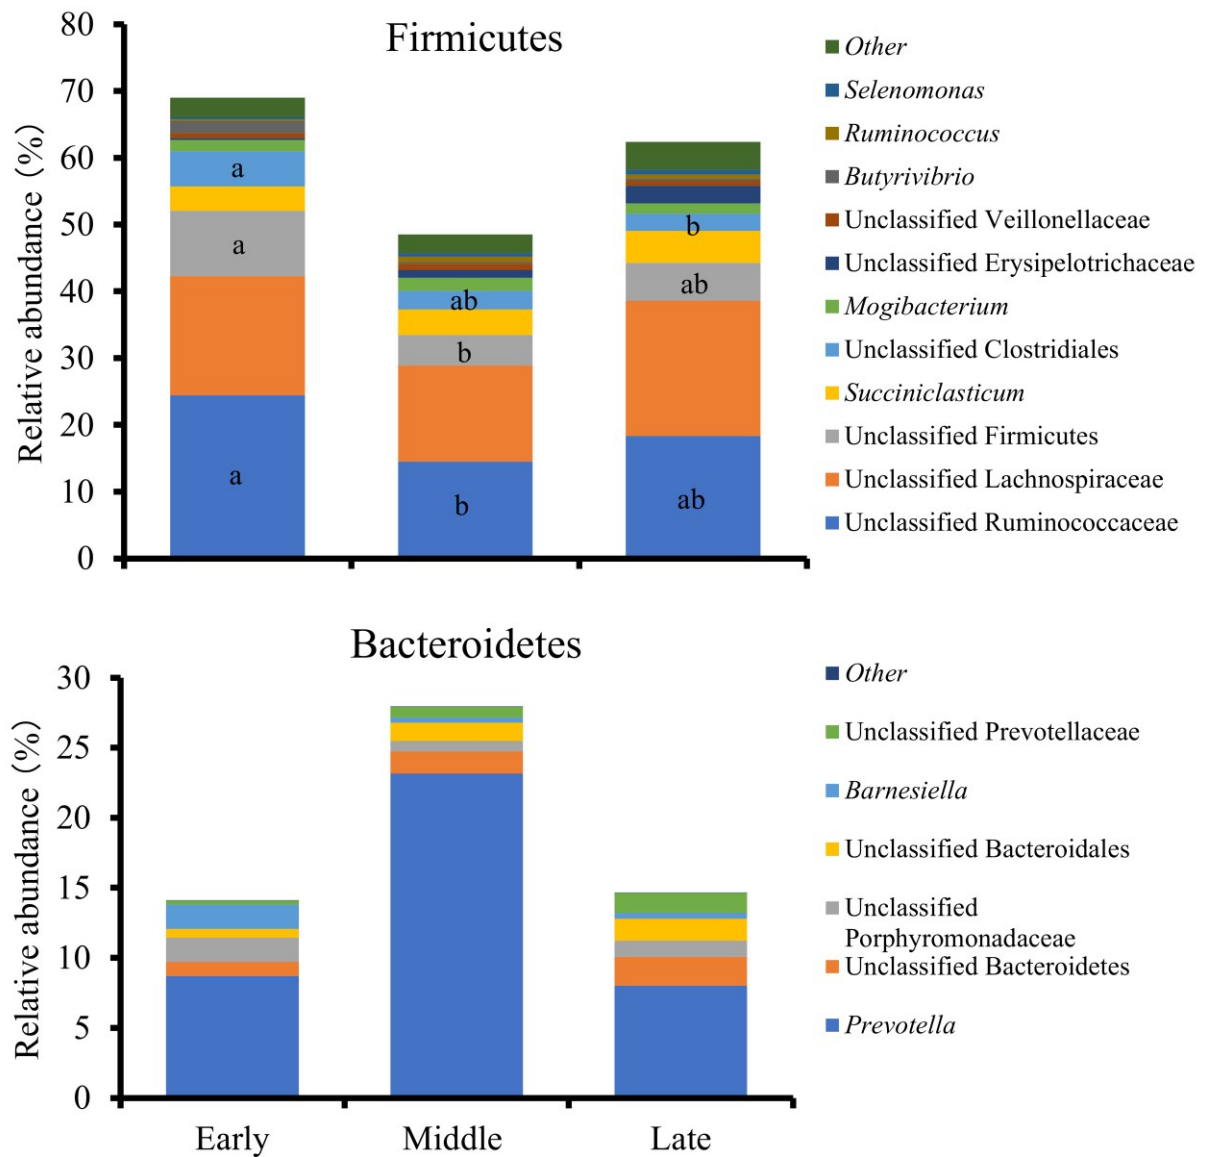 Firmicutes
Relative abundance (%)
80
70
60
50
40
30
20
10
0
a
a
a
ab
b
b
b
ab
ab
Other
Selenomonas
Ruminococcus
Butyrivibrio
Unclassified Veillonellaceae
Unclassified Erysipelotrichaceae
Mogibacterium
Unclassified Clostridiales
Succiniclasticum
Unclassified Firmicutes
Unclassified Lachnospiraceae
Unclassified Ruminococcaceae
Bacteroidetes
Relative abundance (%)
30
25
20
15
10
5
0
Early
Middle
Late
Other
Unclassified Prevotellaceae
Barnesiella
Unclassified Bacteroidales
Unclassified
Porphyromonadaceae
Unclassified Bacteroidetes
Prevotella